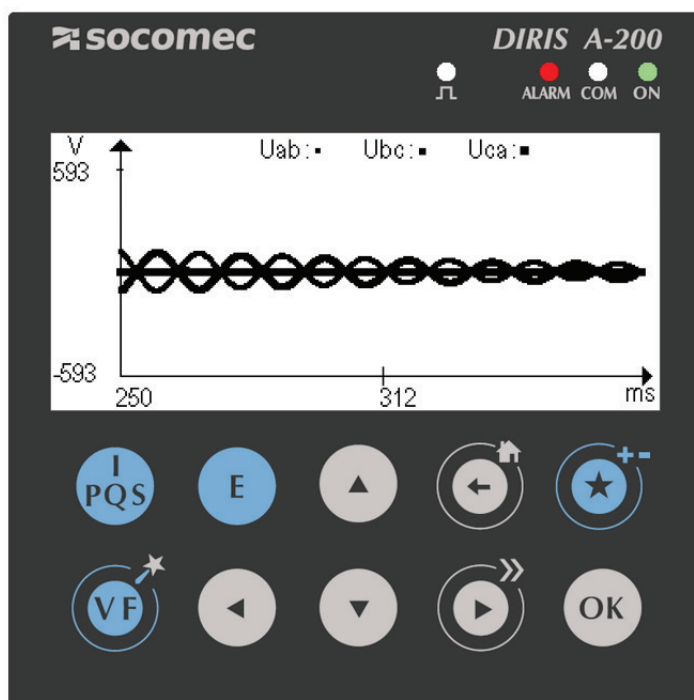 socomec
DIRIS A-200
ALARM COM ON
V
Uab: Ubc: Uca:
593
-593
250 312 ms
I
PQS
E
VF
OK